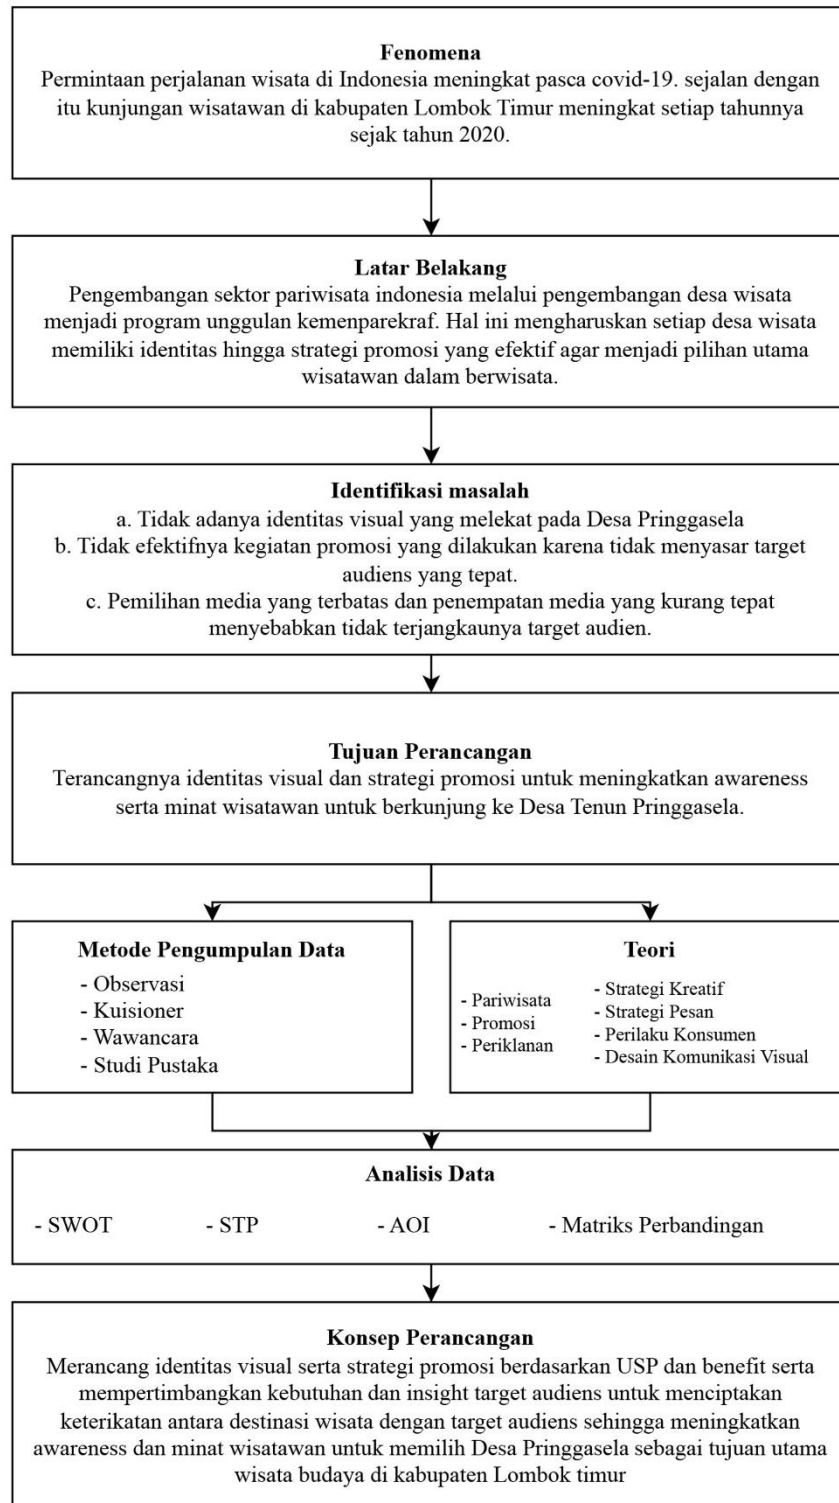 Fenomena
Permintaan perjalanan wisata di Indonesia meningkat pasca covid-19. sejalan dengan
itu kunjungan wisatawan di kabupaten Lombok Timur meningkat setiap tahunnya
sejak tahun 2020.
Latar Belakang
Pengembangan sektor pariwisata indonesia melalui pengembangan desa wisata
menjadi program unggulan kemenparekraf. Hal ini mengharuskan setiap desa wisata
memiliki identitas hingga strategi promosi yang efektif agar menjadi pilihan utama
wisatawan dalam berwisata.
Identifikasi masalah
a. Tidak adanya identitas visual yang melekat pada Desa Pringgasela
b. Tidak efektifnya kegiatan promosi yang dilakukan karena tidak menyasar target
audiens yang tepat.
c. Pemilihan media yang terbatas dan penempatan media yang kurang tepat
menyebabkan tidak terjangkaunya target audien.
Tujuan Perancangan
Terancangnya identitas visual dan strategi promosi untuk meningkatkan awareness
serta minat wisatawan untuk berkunjung ke Desa Tenun Pringgasela.
Metode Pengumpulan Data
- Observasi
- Kuisioner
- Wawancara
- Studi Pustaka
Teori
- Pariwisata
- Promosi
- Periklanan
- Strategi Kreatif
- Strategi Pesan
- Perilaku Konsumen
- Desain Komunikasi Visual
Analisis Data
- SWOT - STP - AOI - Matriks Perbandingan
Konsep Perancangan
Merancang identitas visual serta strategi promosi berdasarkan USP dan benefit serta
mempertimbangkan kebutuhan dan insight target audiens untuk menciptakan
keterikatan antara destinasi wisata dengan target audiens sehingga meningkatkan
awareness dan minat wisatawan untuk memilih Desa Pringgasela sebagai tujuan utama
wisata budaya di kabupaten Lombok timur